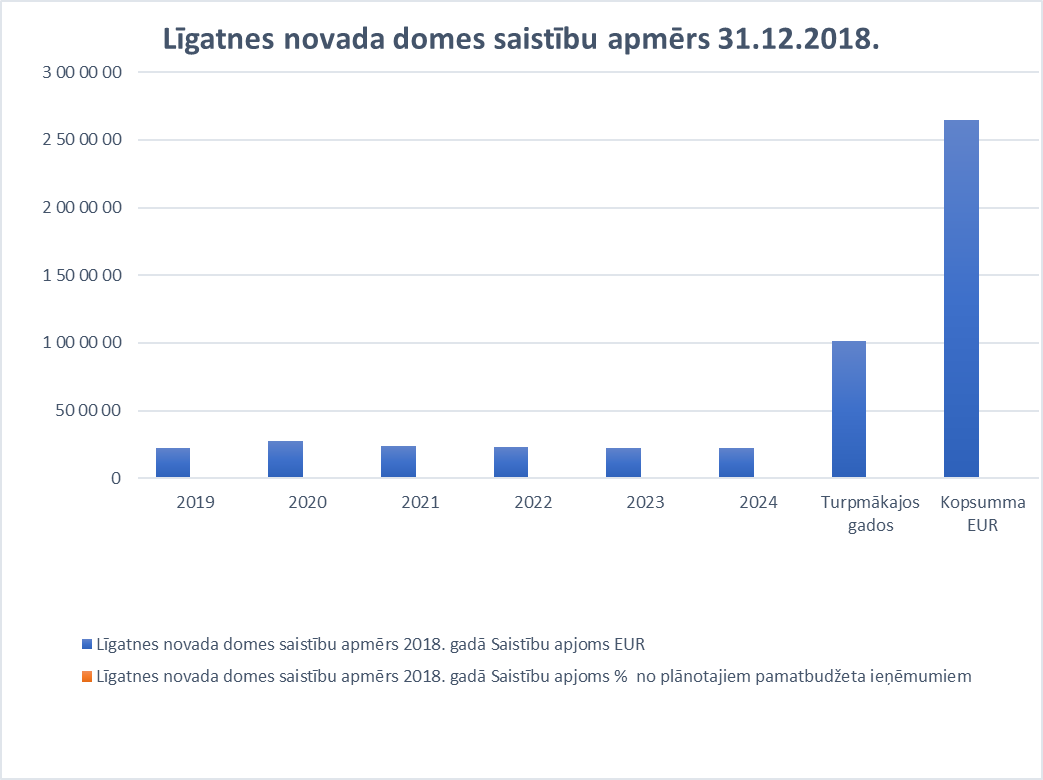 Līgatnes novada domes saistību apmērs 31.12.2018.
3 00 00 00
2 50 00 00
2 00 00 00
1 50 00 00
1 00 00 00
50 00 00
0
2019 2020 2021 2022 2023 2024 Turpmākajos gados Kopsumma EUR
Līgatnes novada domes saistību apmērs 2018. gadā Saistību apjoms EUR
Līgatnes novada domes saistību apmērs 2018. gadā Saistību apjoms % no plānotajiem pamatbudžeta ieņēmumiem